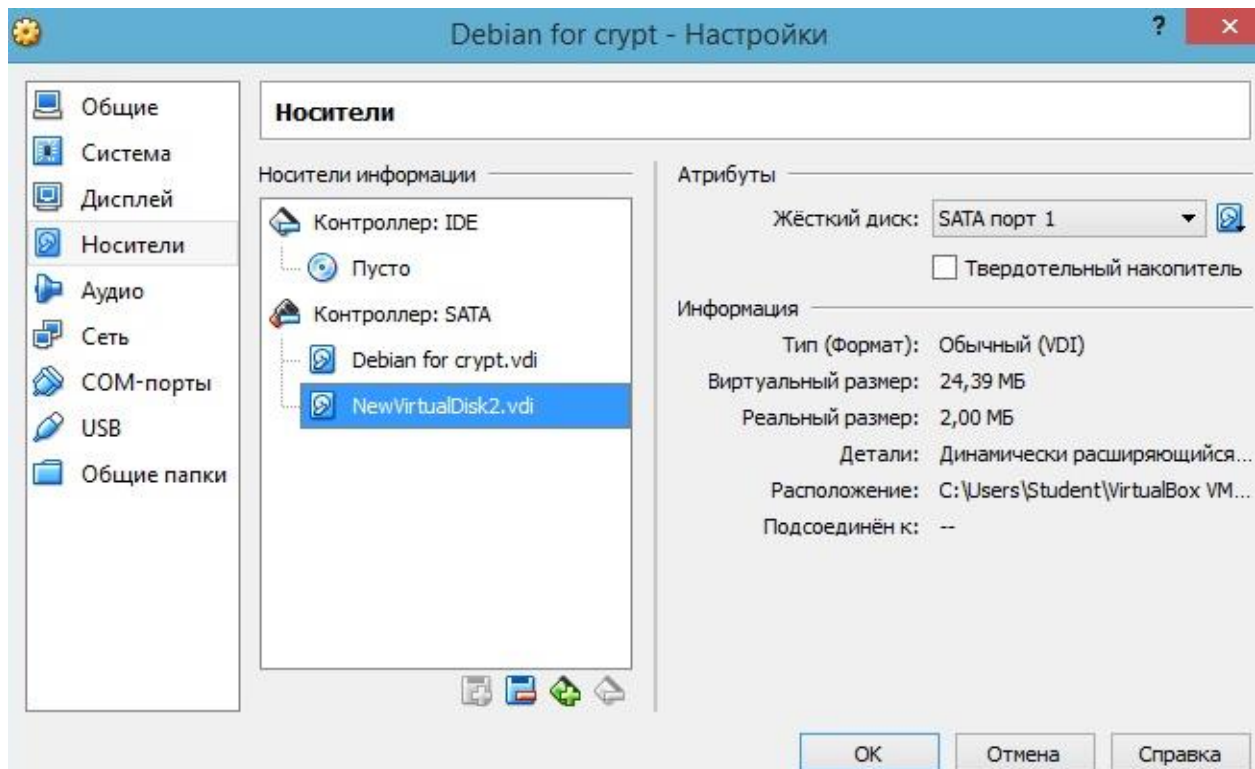 Debian for crypt - Настройки
?
×
Общие
Система
Дисплей
Носители
Аудио
Сеть
COM-порты
USB
Общие папки
Носители
Носители информации
Контроллер: IDE
Пусто
Контроллер: SATA
Debian for crypt.vdi
NewVirtualDisk2.vdi
Атрибуты
Жёсткий диск: SATA порт 1
Твердотельный накопитель
Информация
Тип (Формат): Обычный (VDI)
Виртуальный размер: 24,39 МБ
Реальный размер: 2,00 МБ
Детали: Динамически расширяющийся...
Расположение: C:\Users\Student\VirtualBox VM...
Подсоединён к: --
OK
Отмена
Справка